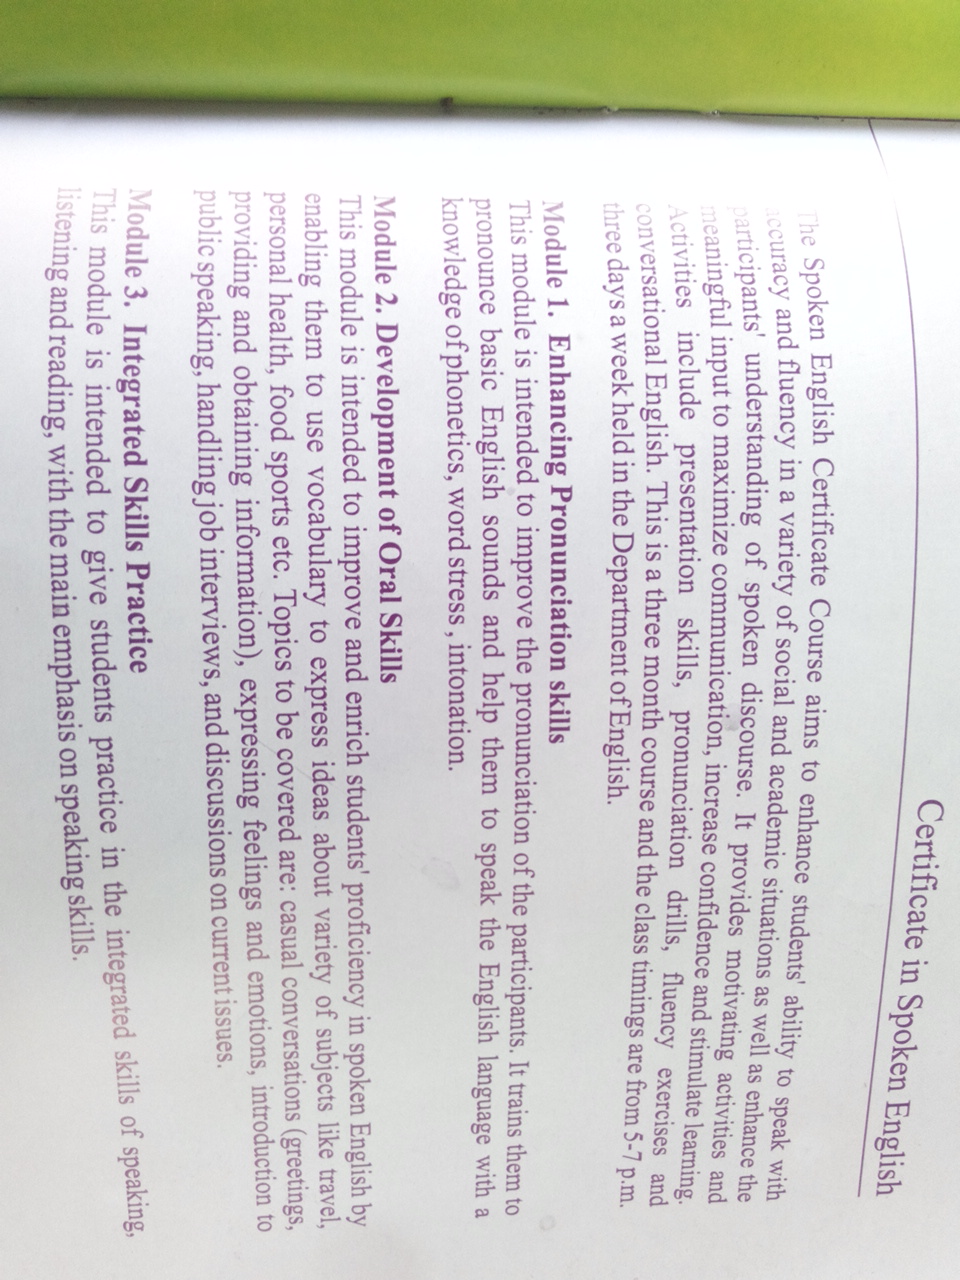 Certificate in Spoken English
The Spoken English Certificate Course aims to enhance students' ability to speak with
accuracy and fluency in a variety of social and academic situations as well as enhance the
participants' understanding of spoken discourse. It provides motivating activities and
meaningful input to maximize communication, increase confidence and stimulate learning.
Activities include presentation skills, pronunciation drills, fluency exercises and
conversational English. This is a three month course and the class timings are from 5-7 p.m.
three days a week held in the Department of English.
Module 1. Enhancing Pronunciation skills
This module is intended to improve the pronunciation of the participants. It trains them to
pronounce basic English sounds and help them to speak the English language with a
knowledge of phonetics, word stress , intonation.
Module 2. Development of Oral Skills
This module is intended to improve and enrich students' proficiency in spoken English by
enabling them to use vocabulary to express ideas about variety of subjects like travel,
personal health, food sports etc. Topics to be covered are: casual conversations (greetings,
providing and obtaining information), expressing feelings and emotions, introduction to
public speaking, handling job interviews, and discussions on current issues.
Module 3. Integrated Skills Practice
This module is intended to give students practice in the integrated skills of speaking,
listening and reading, with the main emphasis on speaking skills.